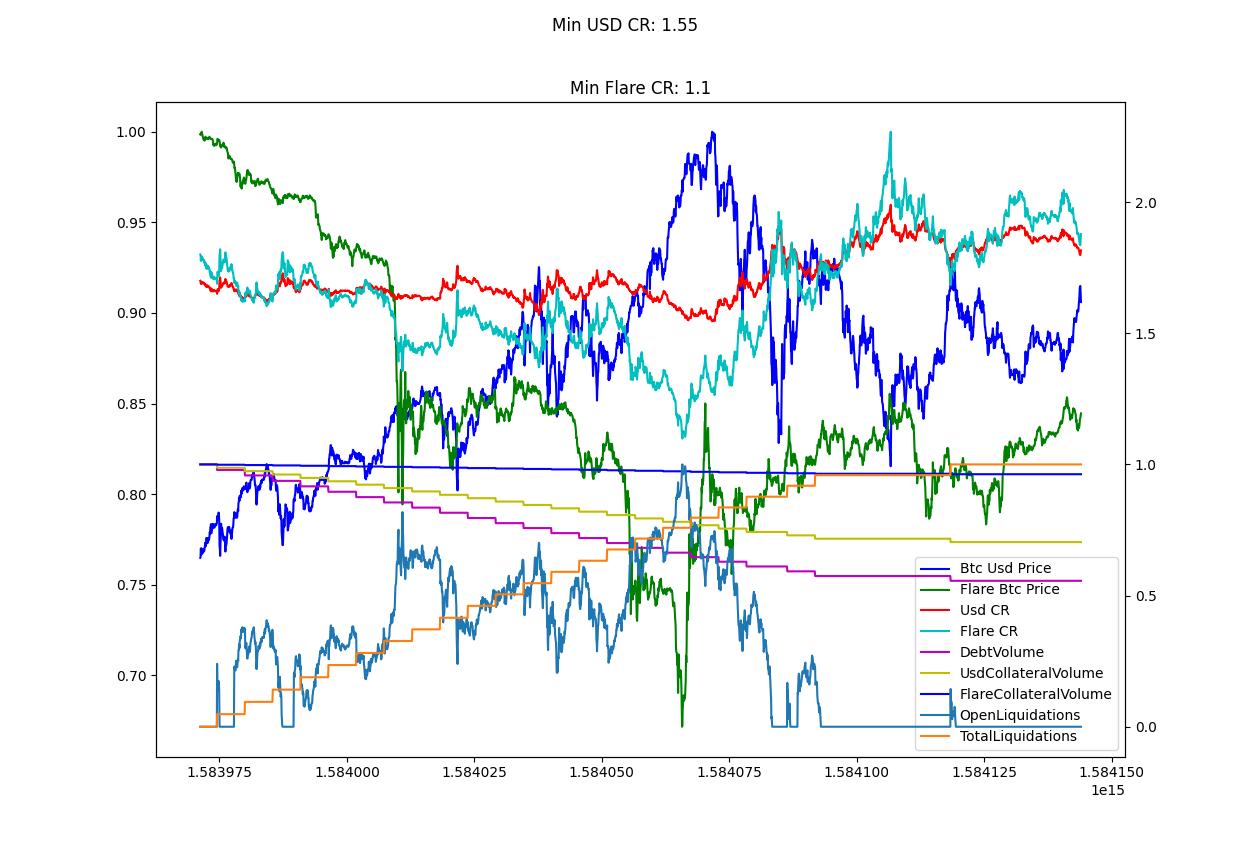 Min USD CR: 1.55
Min Flare CR: 1.1
1.00
0.95
0.90
0.85
0.80
0.75
0.70
2.0
1.5
1.0
0.5
0.0
Btc Usd Price
Flare Btc Price
Usd CR
Flare CR
DebtVolume
UsdCollateralVolume
FlareCollateralVolume
OpenLiquidations
TotalLiquidations
1.583975 1.584000 1.584025 1.584050 1.584075 1.584100 1.584125 1.584150
1e15